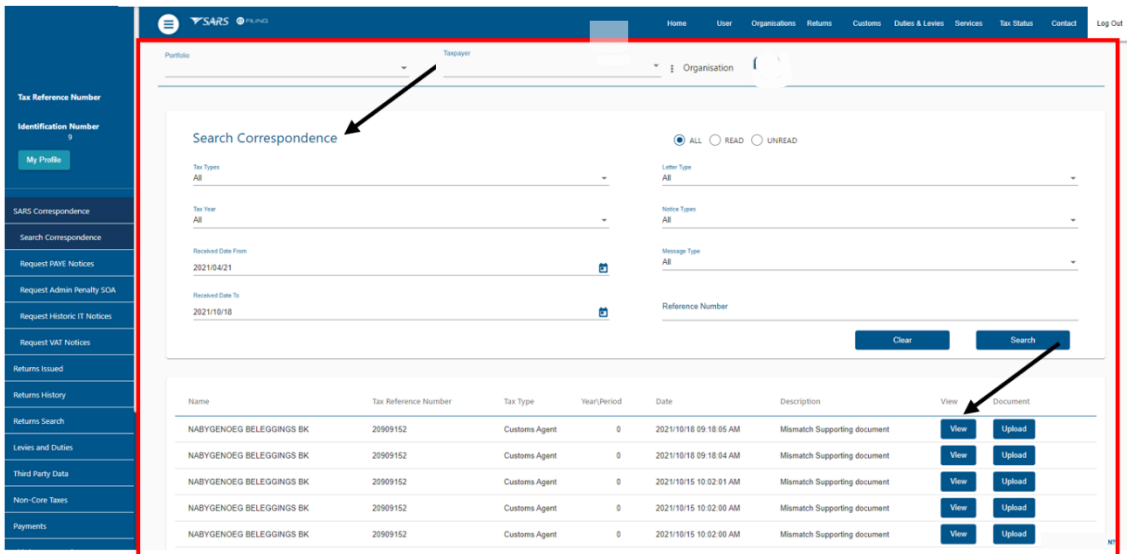 SARS eFILING
Home User Organisations Returns Customs Duties & Levies Services Tax Status Contact Log Out
Portfolio
Taxpayer
Organisation
Tax Reference Number
Identification Number
9
My Profile
SARS Correspondence
Search Correspondence
Request PAYE Notices
Request Admin Penalty SOA
Request Historic IT Notices
Request VAT Notices
Returns Issued
Returns History
Returns Search
Levies and Duties
Third Party Data
Non-Core Taxes
Payments
Search Correspondence
ALL READ UNREAD
Tax Types
All
Letter Type
All
Tax Year
All
Notice Types
All
Received Date From
2021/04/21
Message Type
All
Received Date To
2021/10/18
Reference Number
Clear Search
Name Tax Reference Number Tax Type Year\Period Date Description View Document
NABYGENOEG BELEGGINGS BK 20909152 Customs Agent 0 2021/10/18 09:18:05 AM Mismatch Supporting document View Upload
NABYGENOEG BELEGGINGS BK 20909152 Customs Agent 0 2021/10/18 09:18:04 AM Mismatch Supporting document View Upload
NABYGENOEG BELEGGINGS BK 20909152 Customs Agent 0 2021/10/15 10:02:01 AM Mismatch Supporting document View Upload
NABYGENOEG BELEGGINGS BK 20909152 Customs Agent 0 2021/10/15 10:02:00 AM Mismatch Supporting document View Upload
NABYGENOEG BELEGGINGS BK 20909152 Customs Agent 0 2021/10/15 10:02:00 AM Mismatch Supporting document View Upload